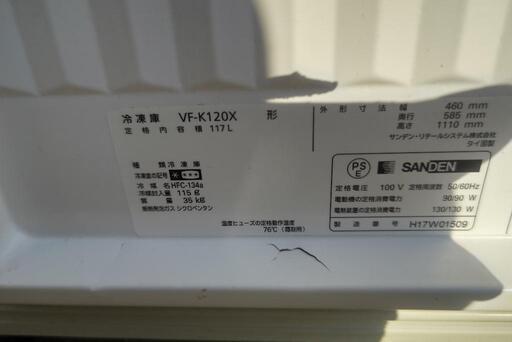 冷凍庫 VF-K120X 形
定格内容積 117L
種類 冷凍庫
冷凍室の記号 * ***
冷媒名 HFC-134a
冷媒封入量 115 g
質量 35 kg
断熱発泡ガス シクロペンタン
温度ヒューズの定格動作温度
76℃ (霜取用)
外形寸法 幅 460 mm
奥行 585 mm
高さ 1110 mm
サンデン・リテールシステム株式会社
タイ国製
PS
E
SANDEN
定格電圧 100 V 定格周波数 50/60Hz
電動機の定格消費電力 90/90 W
電熱装置の定格消費電力 130/130 W
製造番号 H17W01509